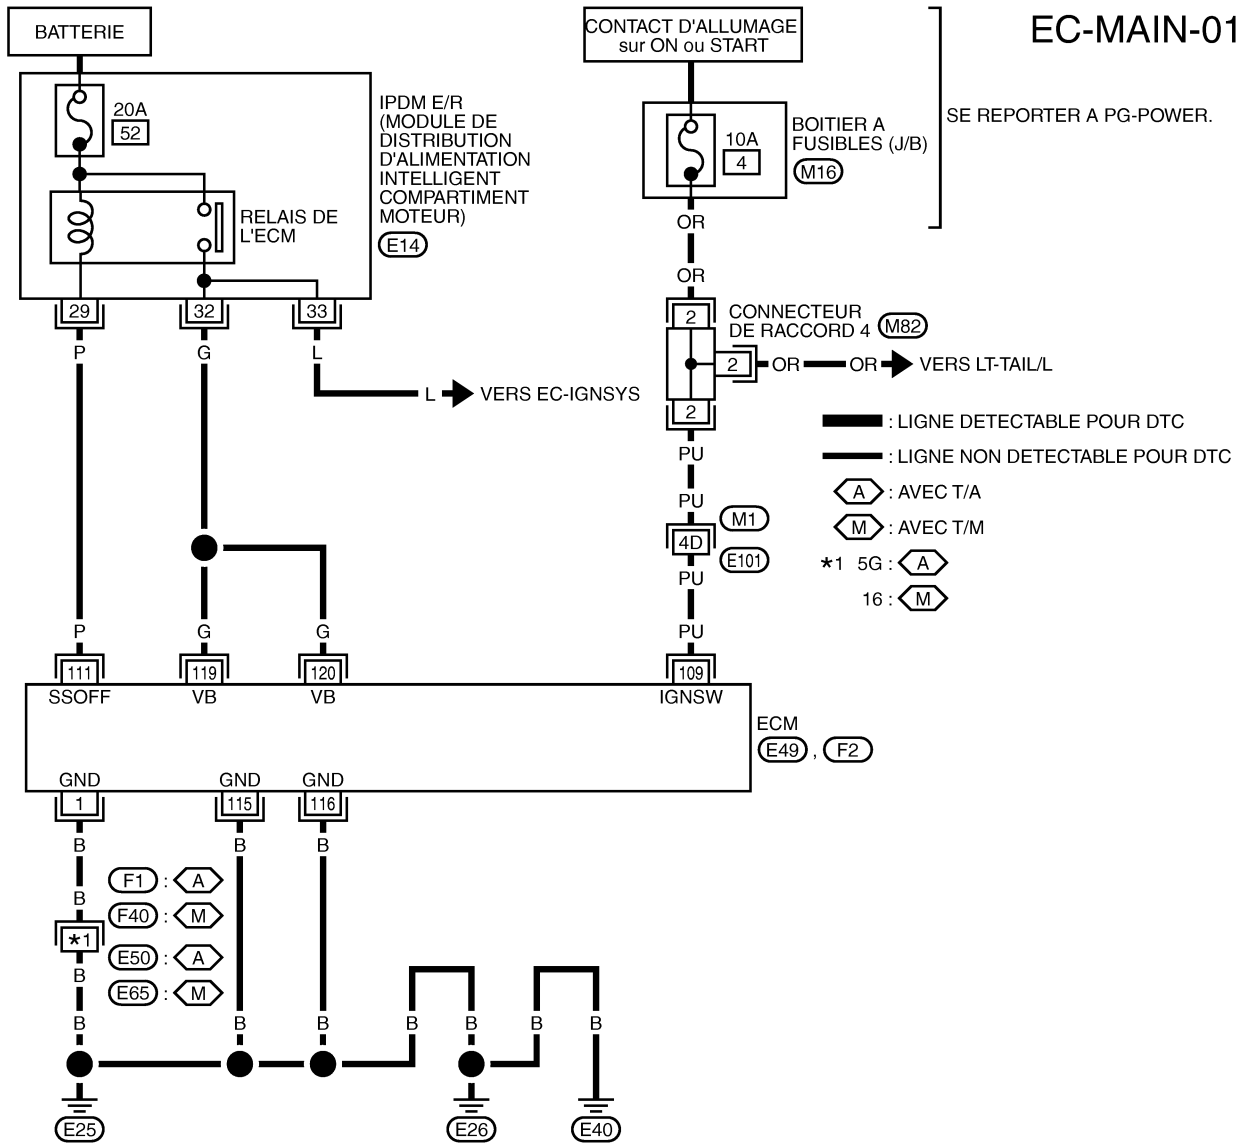 BATTERIE
CONTACT D'ALLUMAGE
sur ON ou START
EC-MAIN-01
20A
52
IPDM E/R
(MODULE DE
DISTRIBUTION
D'ALIMENTATION
INTELLIGENT
COMPARTIMENT
MOTEUR)
E14
RELAIS DE
L'ECM
10A
4
BOITIER A
FUSIBLES (J/B)
M16
SE REPORTER A PG-POWER.
OR
OR
29
32
33
P
G
L
L
VERS EC-IGNSYS
2
CONNECTEUR
DE RACCORD 4
M82
2
OR
OR
VERS LT-TAIL/L
2
PU
PU
4D
M1
E101
PU
PU
: LIGNE DETECTABLE POUR DTC
: LIGNE NON DETECTABLE POUR DTC
A : AVEC T/A
M : AVEC T/M
*1 5G : A
16 : M
P
G
G
111
119
120
109
SSOFF
VB
VB
IGNSW
ECM
E49 , F2
GND
GND
GND
1
115
116
B
B
B
B
F1 : A
F40 : M
*1
E50 : A
E65 : M
B
B
B
B
B
B
B
B
E25
E26
E40